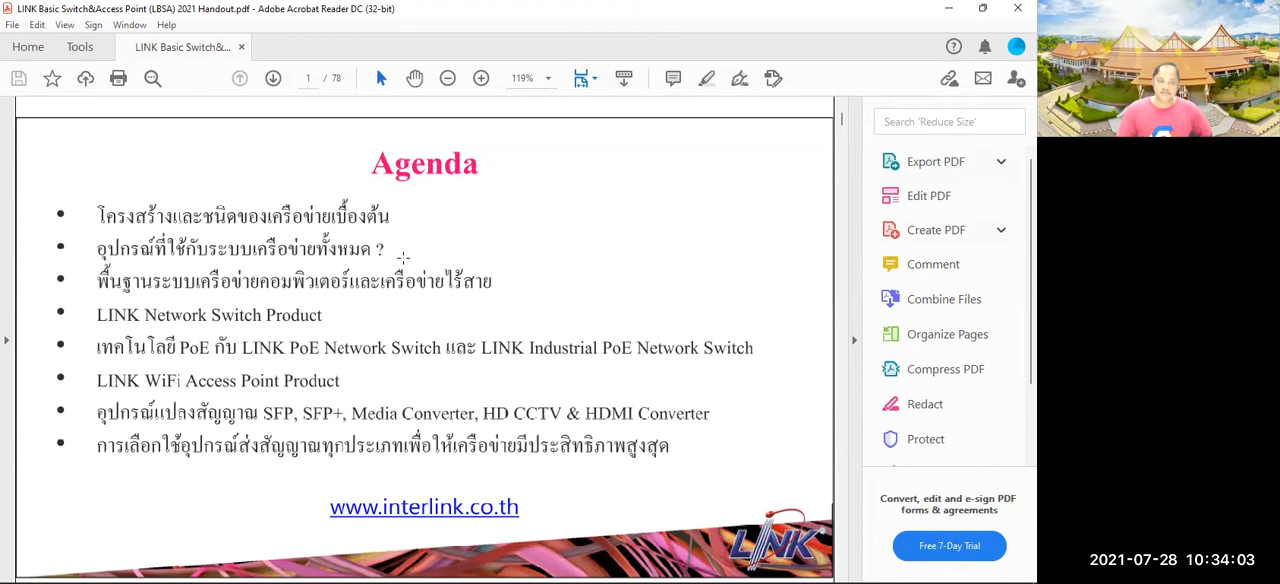 LINK Basic Switch&Access Point (LBSA) 2021 Handout.pdf - Adobe Acrobat Reader DC (32-bit)
File Edit View Sign Window Help
Home Tools LINK Basic Switch&... ×
1 / 78 119%
Agenda
• โครงสร้างและชนิดของเครือข่ายเบื้องต้น
• อุปกรณ์ที่ใช้กับระบบเครือข่ายทั้งหมด ?
• พื้นฐานระบบเครือข่ายคอมพิวเตอร์และเครือข่ายไร้สาย
• LINK Network Switch Product
• เทคโนโลยี PoE กับ LINK PoE Network Switch และ LINK Industrial PoE Network Switch
• LINK WiFi Access Point Product
• อุปกรณ์แปลงสัญญาณ SFP, SFP+, Media Converter, HD CCTV & HDMI Converter
• การเลือกใช้อุปกรณ์ส่งสัญญาณทุกประเภทเพื่อให้เครือข่ายมีประสิทธิภาพสูงสุด
www.interlink.co.th
LINK
Search 'Reduce Size'
Export PDF
Edit PDF
Create PDF
Comment
Combine Files
Organize Pages
Compress PDF
Redact
Protect
Convert, edit and e-sign PDF
forms & agreements
Free 7-Day Trial
2021-07-28 10:34:03